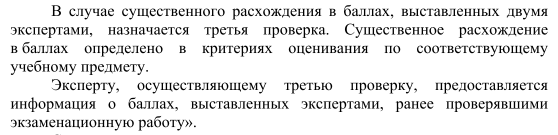 В случае существенного расхождения в баллах, выставленных двумя
экспертами, назначается третья проверка. Существенное расхождение
в баллах определено в критериях оценивания по соответствующему
учебному предмету.
Эксперту, осуществляющему третью проверку, предоставляется
информация о баллах, выставленных экспертами, ранее проверявшими
экзаменационную работу».